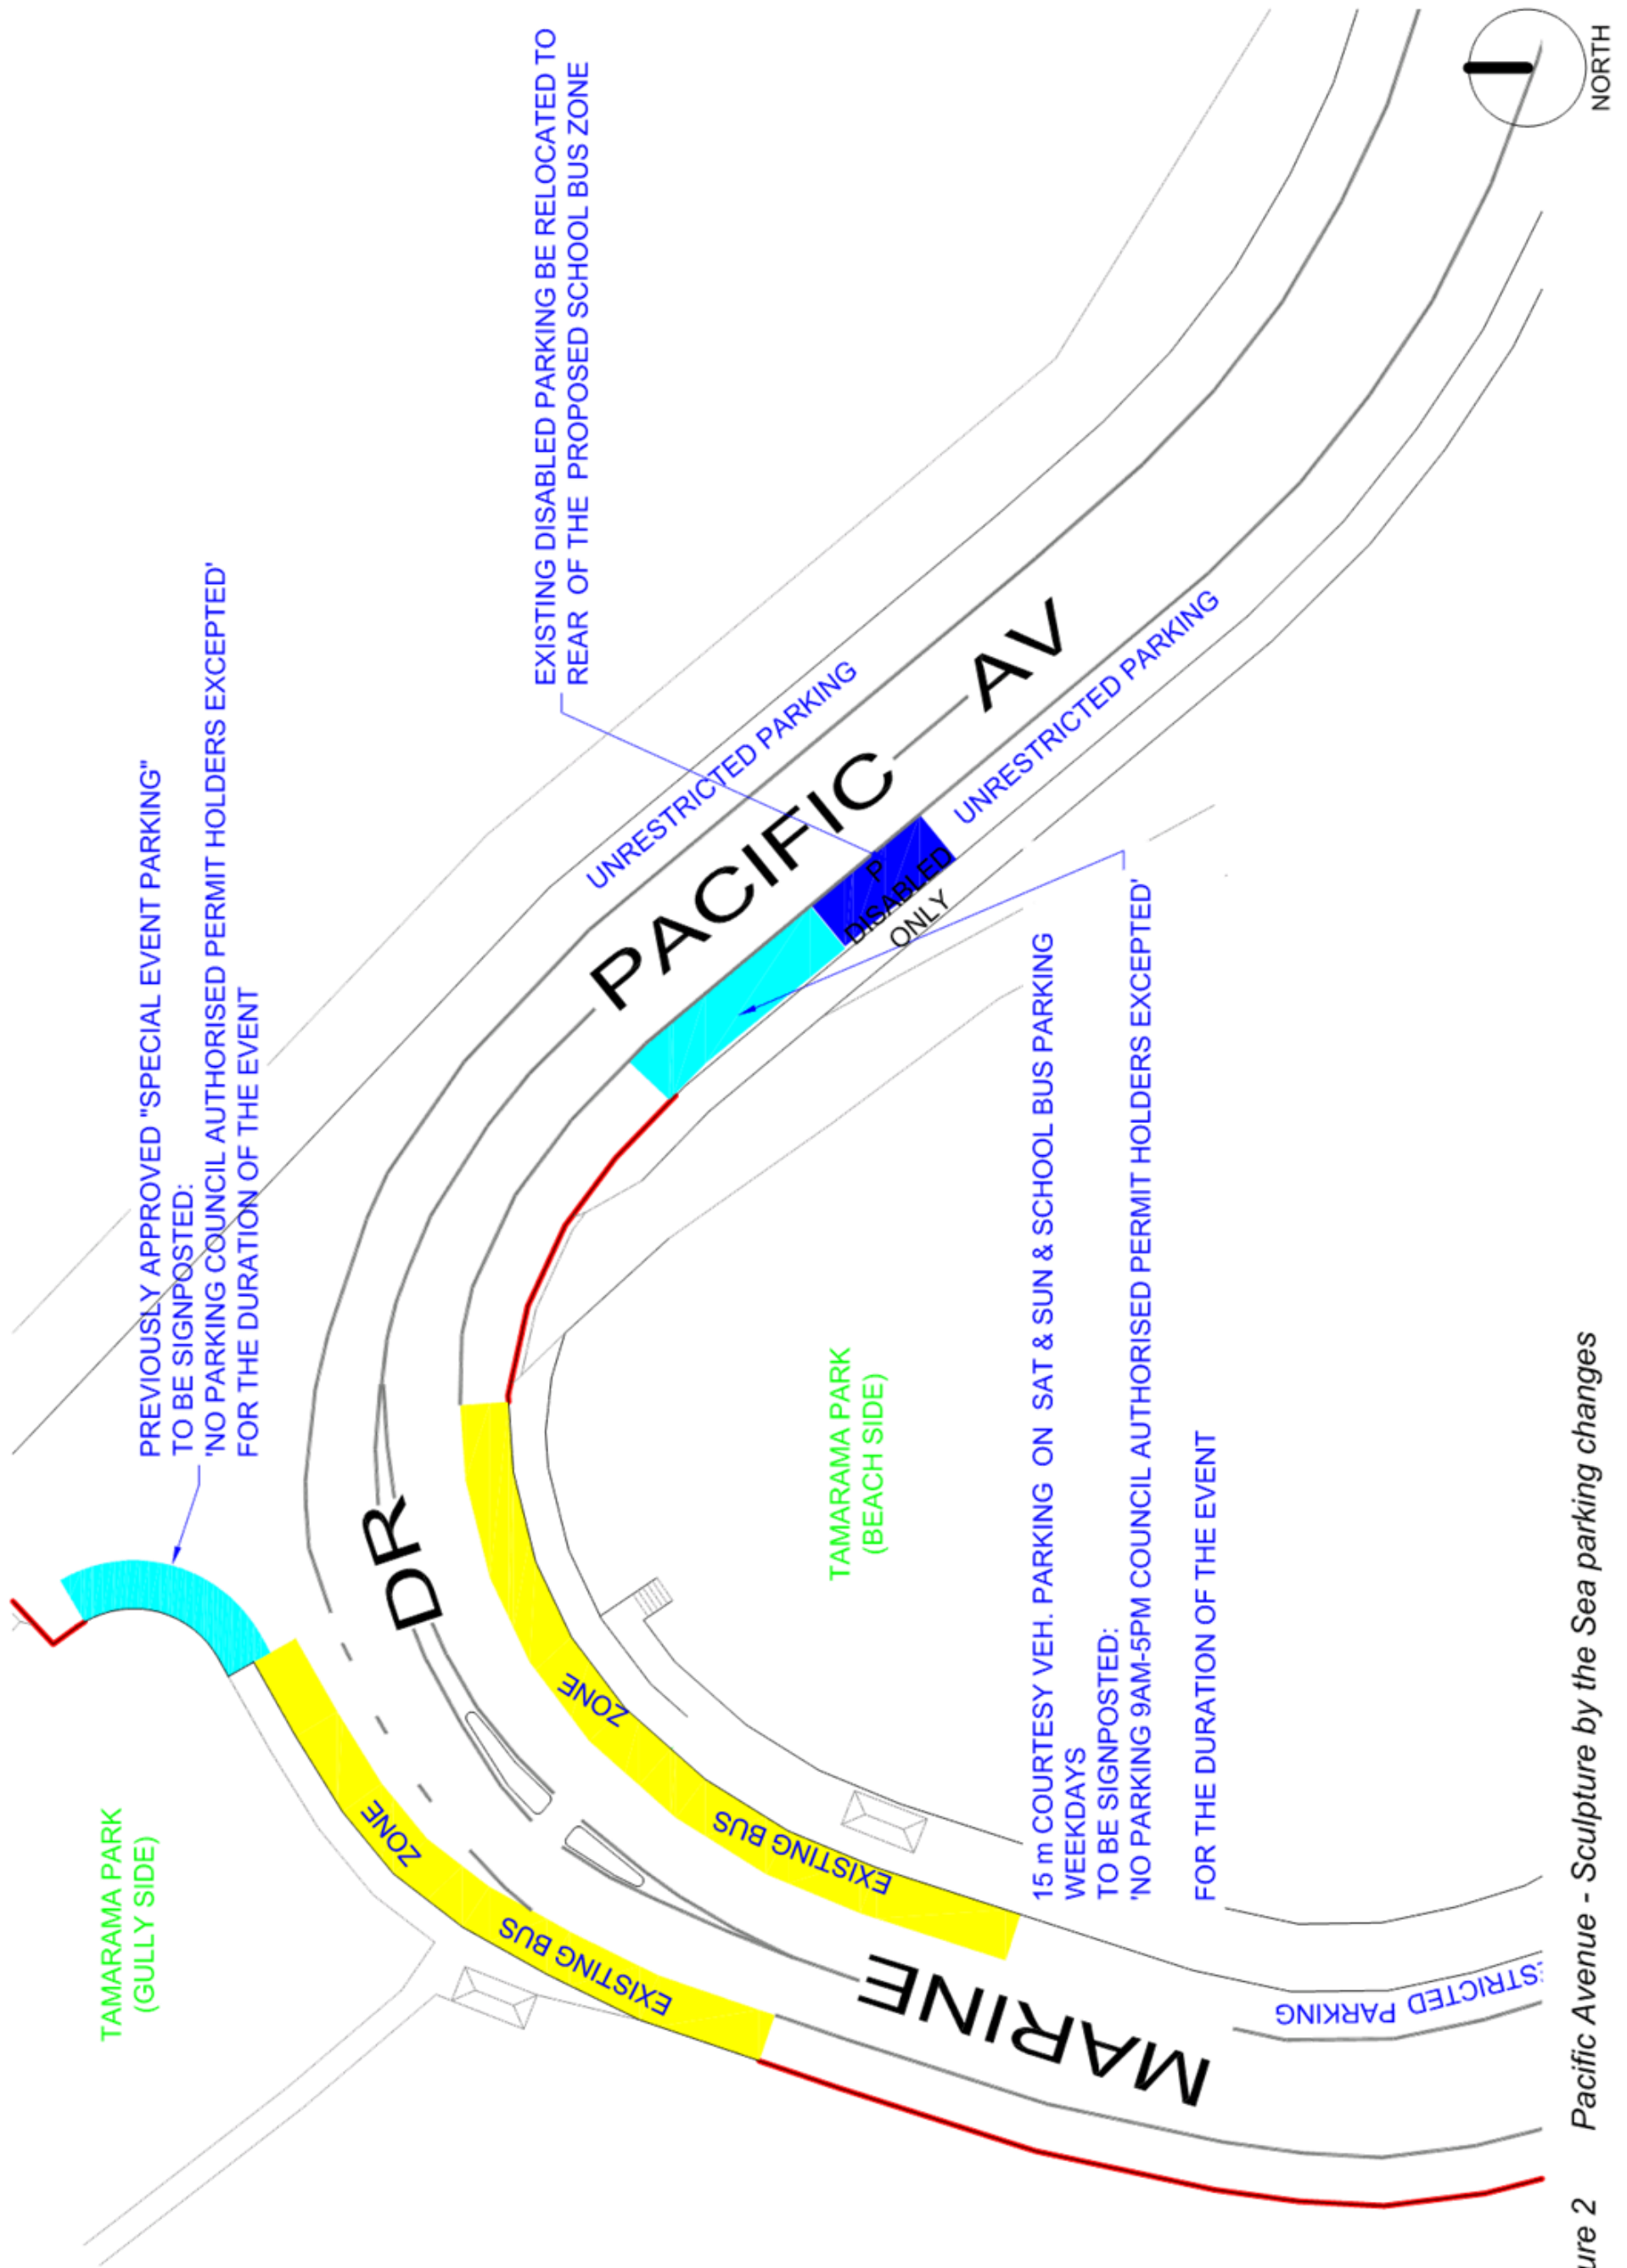 TAMARAMA PARK
(GULLY SIDE)
PREVIOUSLY APPROVED "SPECIAL EVENT PARKING"
TO BE SIGNPOSTED:
'NO PARKING COUNCIL AUTHORISED PERMIT HOLDERS EXCEPTED'
FOR THE DURATION OF THE EVENT
EXISTING DISABLED PARKING BE RELOCATED TO
REAR OF THE PROPOSED SCHOOL BUS ZONE
EXISTING BUS ZONE
EXISTING BUS ZONE
MARINE DR
PACIFIC AV
UNRESTRICTED PARKING
UNRESTRICTED PARKING
P
DISABLED
ONLY
TAMARAMA PARK
(BEACH SIDE)
15 m COURTESY VEH. PARKING ON SAT & SUN & SCHOOL BUS PARKING
WEEKDAYS
TO BE SIGNPOSTED:
'NO PARKING 9AM-5PM COUNCIL AUTHORISED PERMIT HOLDERS EXCEPTED'
FOR THE DURATION OF THE EVENT
PARKING
NORTH
2 Pacific Avenue - Sculpture by the Sea parking changes